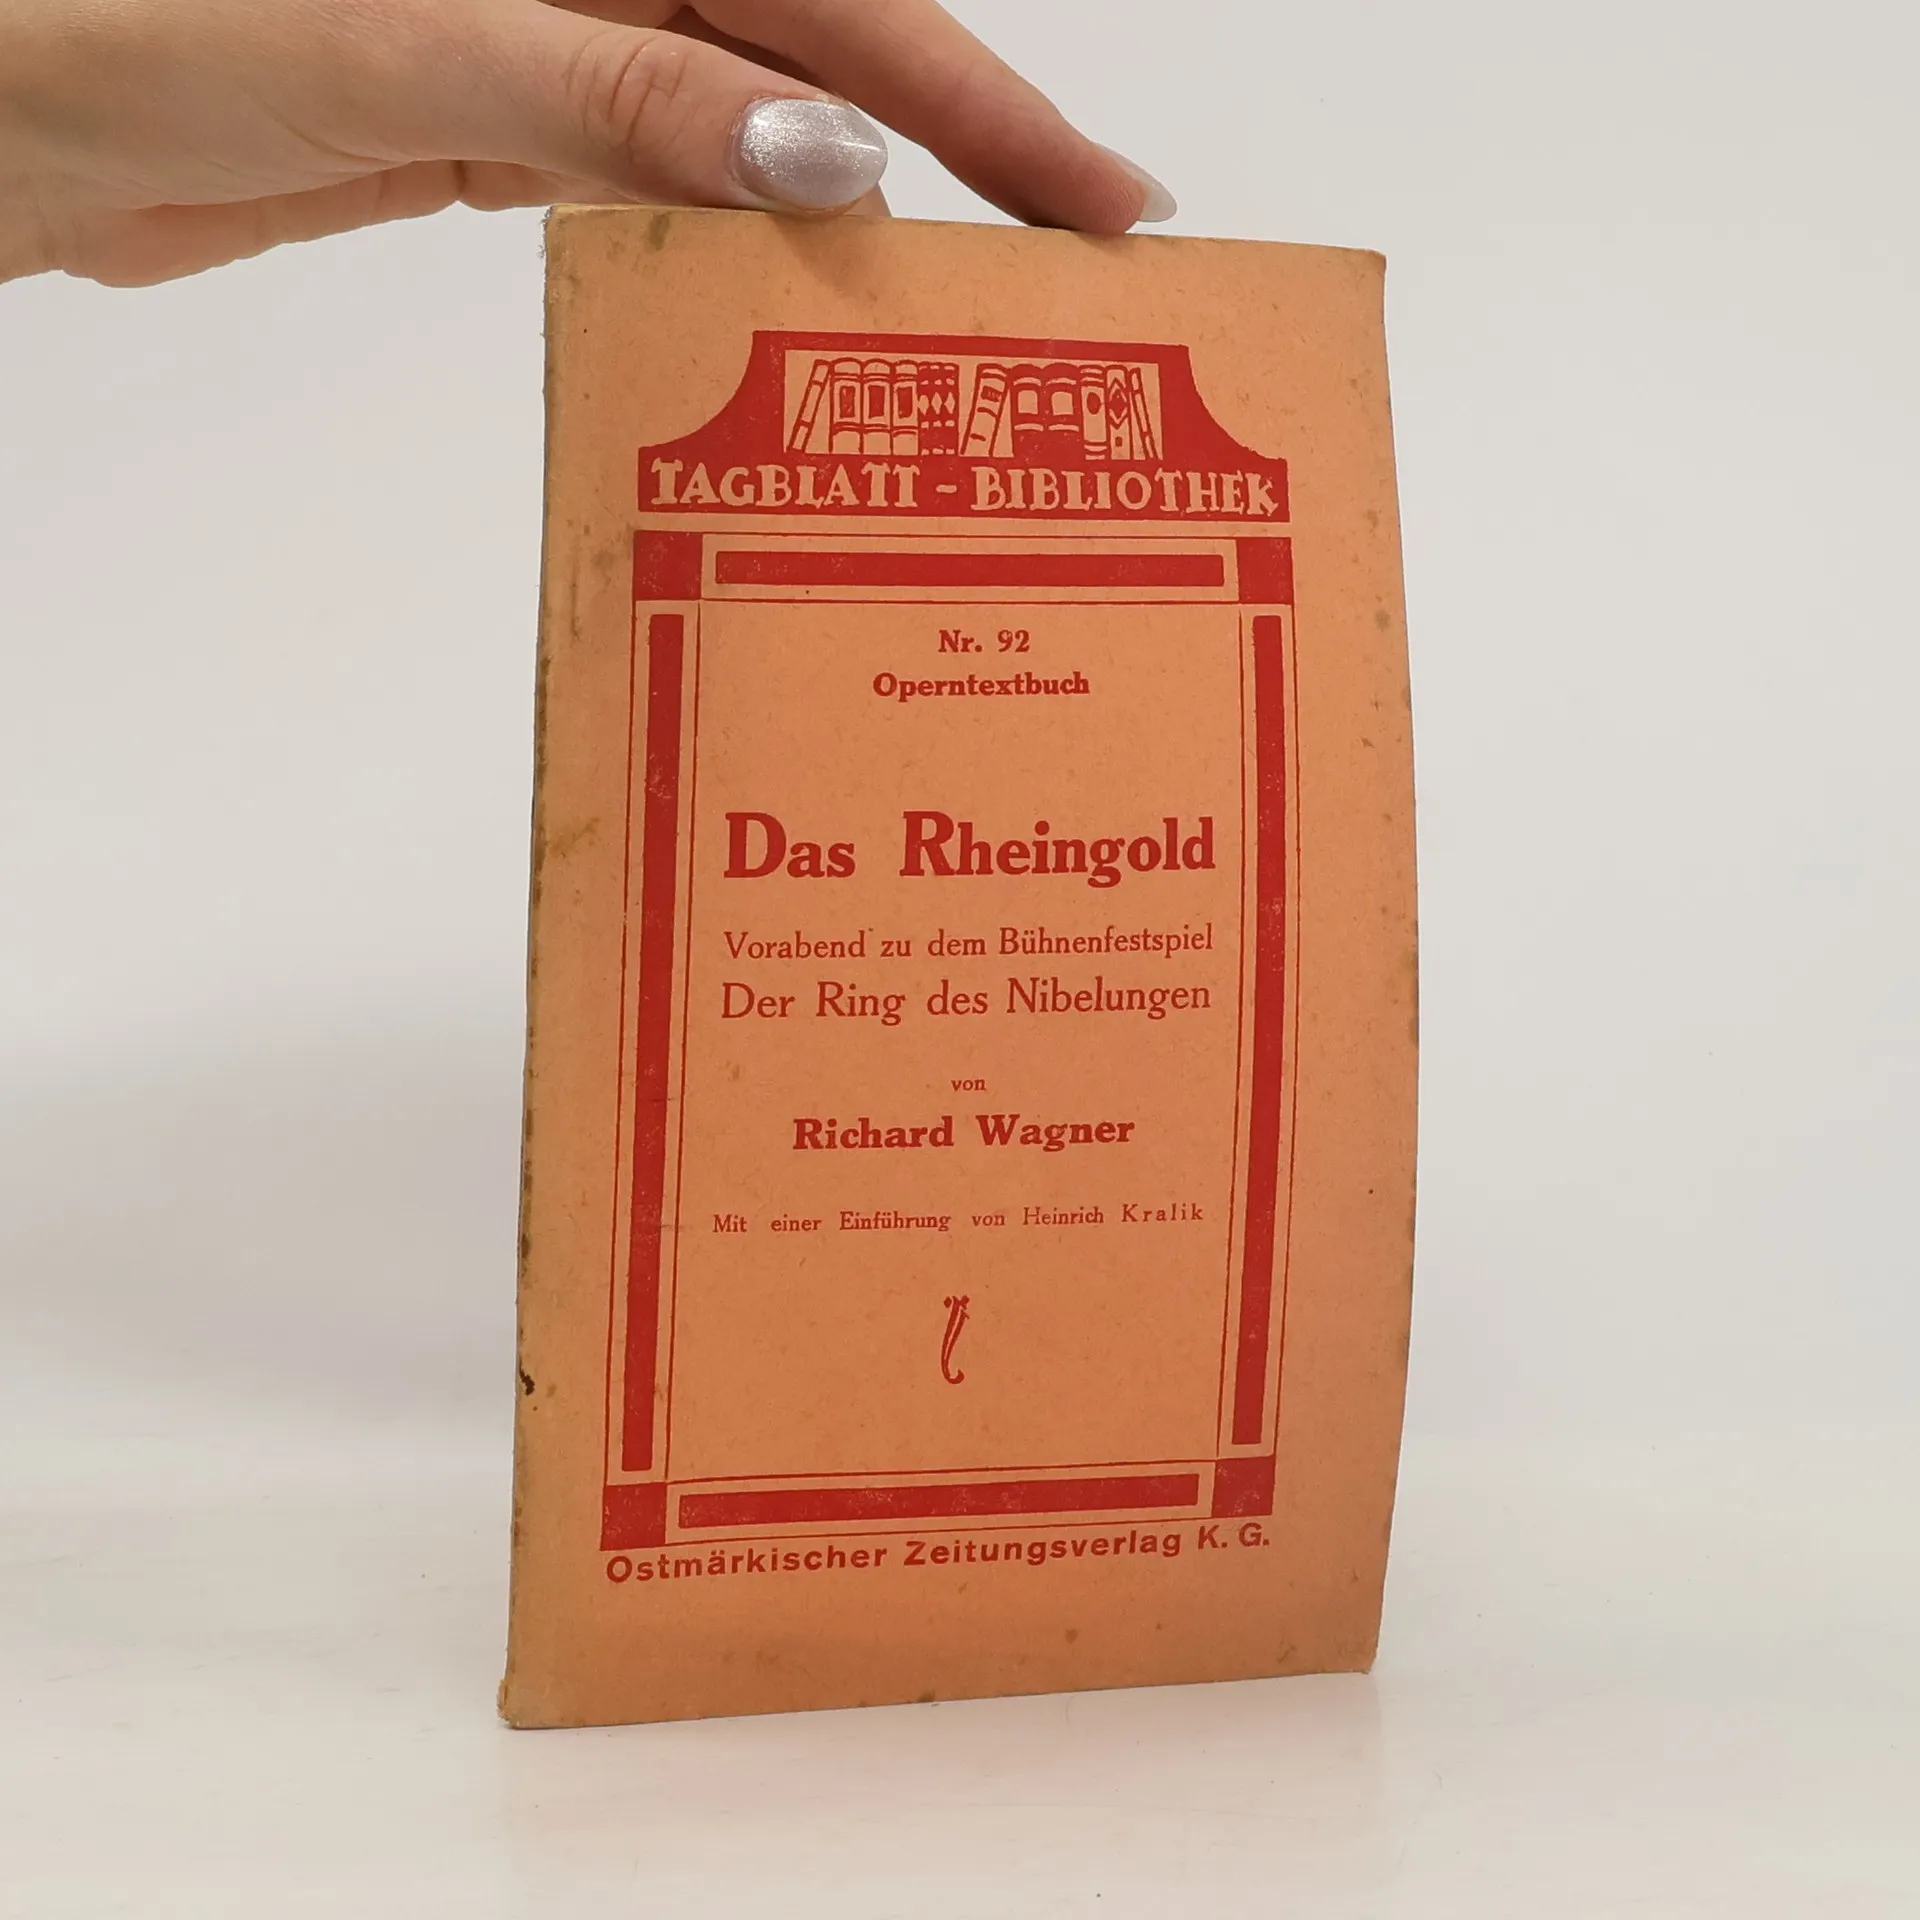 TAGBLATT - BIBLIOTHEK
Nr. 92
Operntextbuch
Das Rheingold
Vorabend zu dem Bühnenfestspiel
Der Ring des Nibelungen
von
Richard Wagner
Mit einer Einführung von Heinrich Kralik
Ostmärkischer Zeitungsverlag K. G.